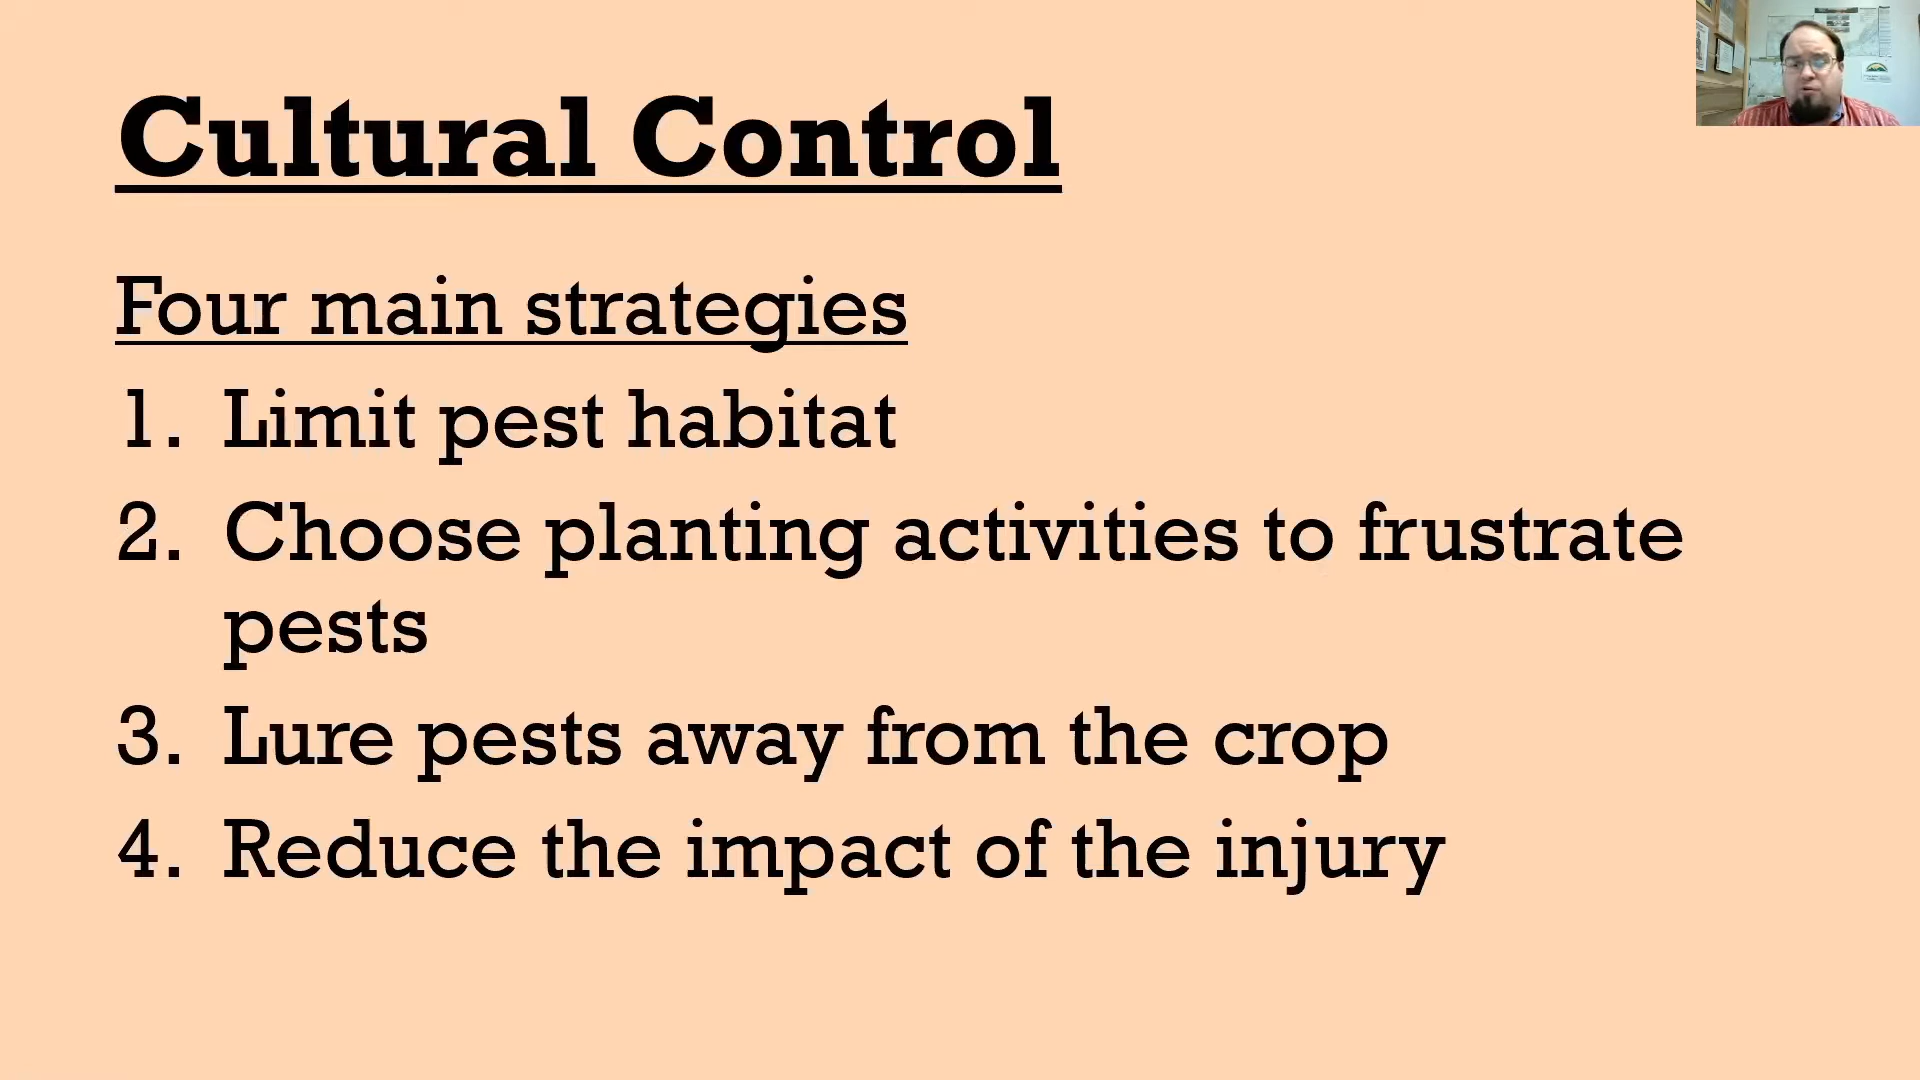 Cultural Control
Four main strategies
1. Limit pest habitat
2. Choose planting activities to frustrate
pests
3. Lure pests away from the crop
4. Reduce the impact of the injury